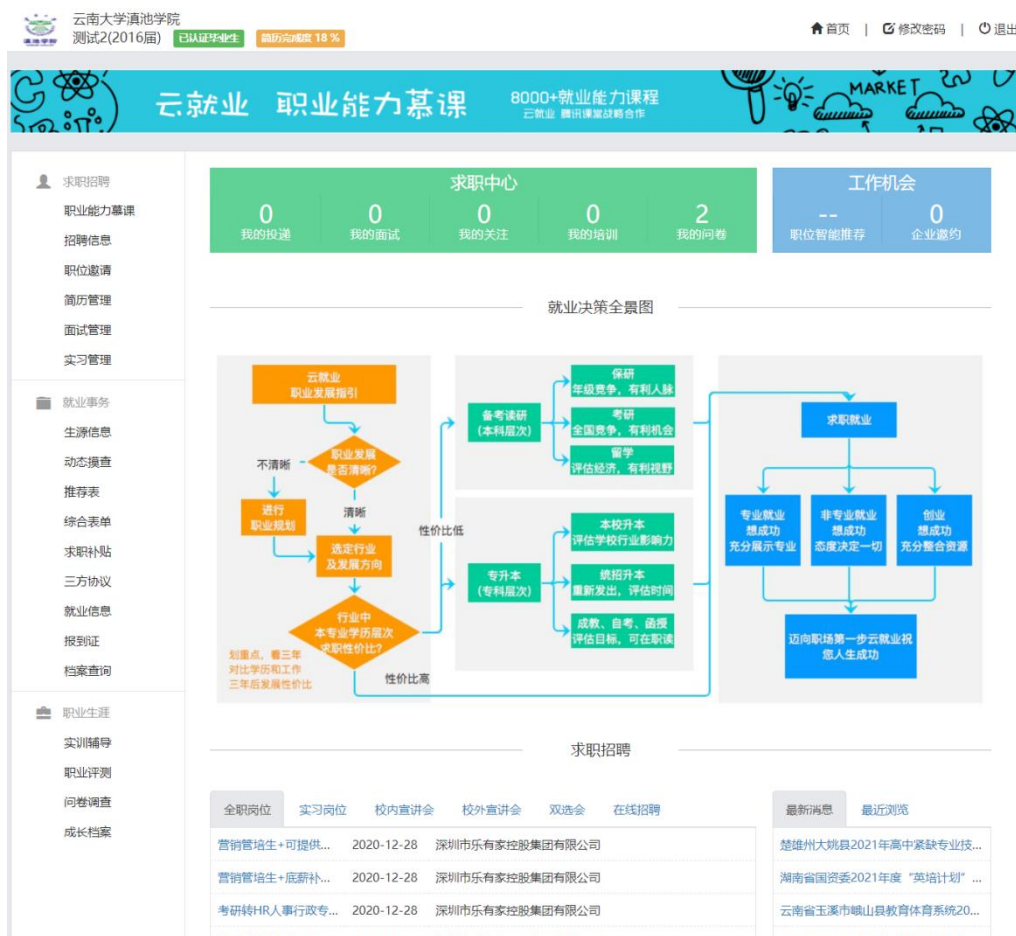 云南大学滇池学院
测试2(2016届) 已认证毕业生 简历完成度 18 %
首页 | 修改密码 | 退出
云就业 职业能力慕课
8000+就业能力课程
云就业 腾讯课堂战略合作
MARKET
求职招聘
职业能力慕课
招聘信息
职位邀请
简历管理
面试管理
实习管理
就业事务
生源信息
动态摸查
推荐表
综合表单
求职补贴
三方协议
就业信息
报到证
档案查询
职业生涯
实训辅导
职业评测
问卷调查
成长档案
求职中心
0 0 0 0 2
我的投递 我的面试 我的关注 我的培训 我的问卷
工作机会
-- 0
职位智能推荐 企业邀约
就业决策全景图
云就业
职业发展指引
职业发展
是否清晰?
不清晰
清晰
进行
职业规划
选定行业
及发展方向
行业中
本专业学历层次
求职性价比?
划重点，看三年
对比学历和工作
三年后发展性价比
性价比低
性价比高
备考读研
(本科层次)
保研
年级竞争，有利人脉
考研
全国竞争，有利机会
留学
评估经济，有利视野
专升本
(专科层次)
本校升本
评估学校行业影响力
统招升本
重新发出，评估时间
成教、自考、函授
评估目标，可在职读
求职就业
专业就业
想成功
充分展示专业
非专业就业
想成功
态度决定一切
创业
想成功
充分整合资源
迈向职场第一步云就业祝
您人生成功
求职招聘
全职岗位 实习岗位 校内宣讲会 校外宣讲会 双选会 在线招聘
营销管培生+可提供... 2020-12-28 深圳市乐有家控股集团有限公司
营销管培生+底薪补... 2020-12-28 深圳市乐有家控股集团有限公司
考研转HR人事行政专... 2020-12-28 深圳市乐有家控股集团有限公司
最新消息 最近浏览
楚雄州大姚县2021年高中紧缺专业技...
湖南省国资委2021年度“英培计划” ...
云南省玉溪市峨山县教育体育系统20...